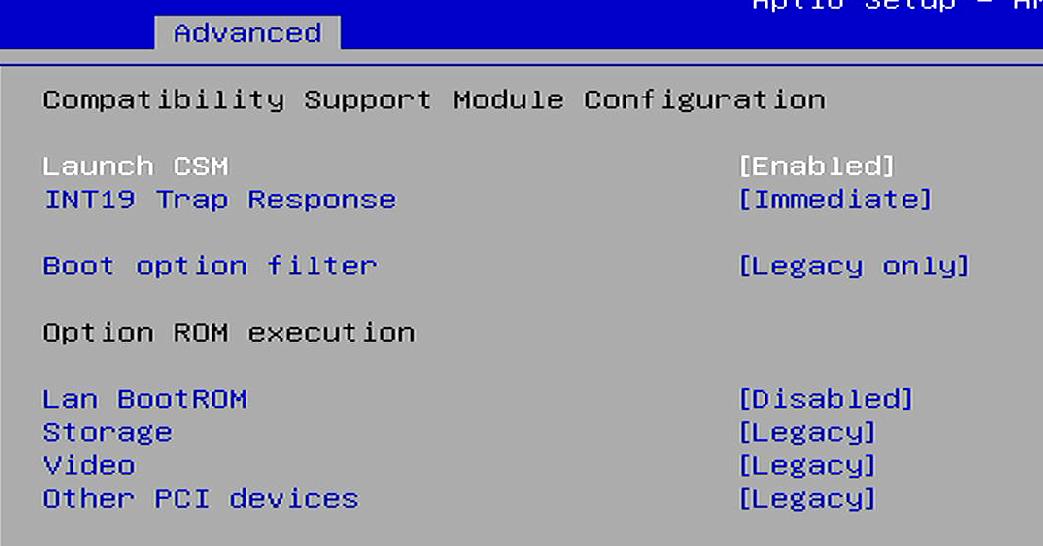 Aptio Setup - AM
Advanced
Compatibility Support Module Configuration
Launch CSM [Enabled]
INT19 Trap Response [Immediate]
Boot option filter [Legacy only]
Option ROM execution
Lan BootROM [Disabled]
Storage [Legacy]
Video [Legacy]
Other PCI devices [Legacy]